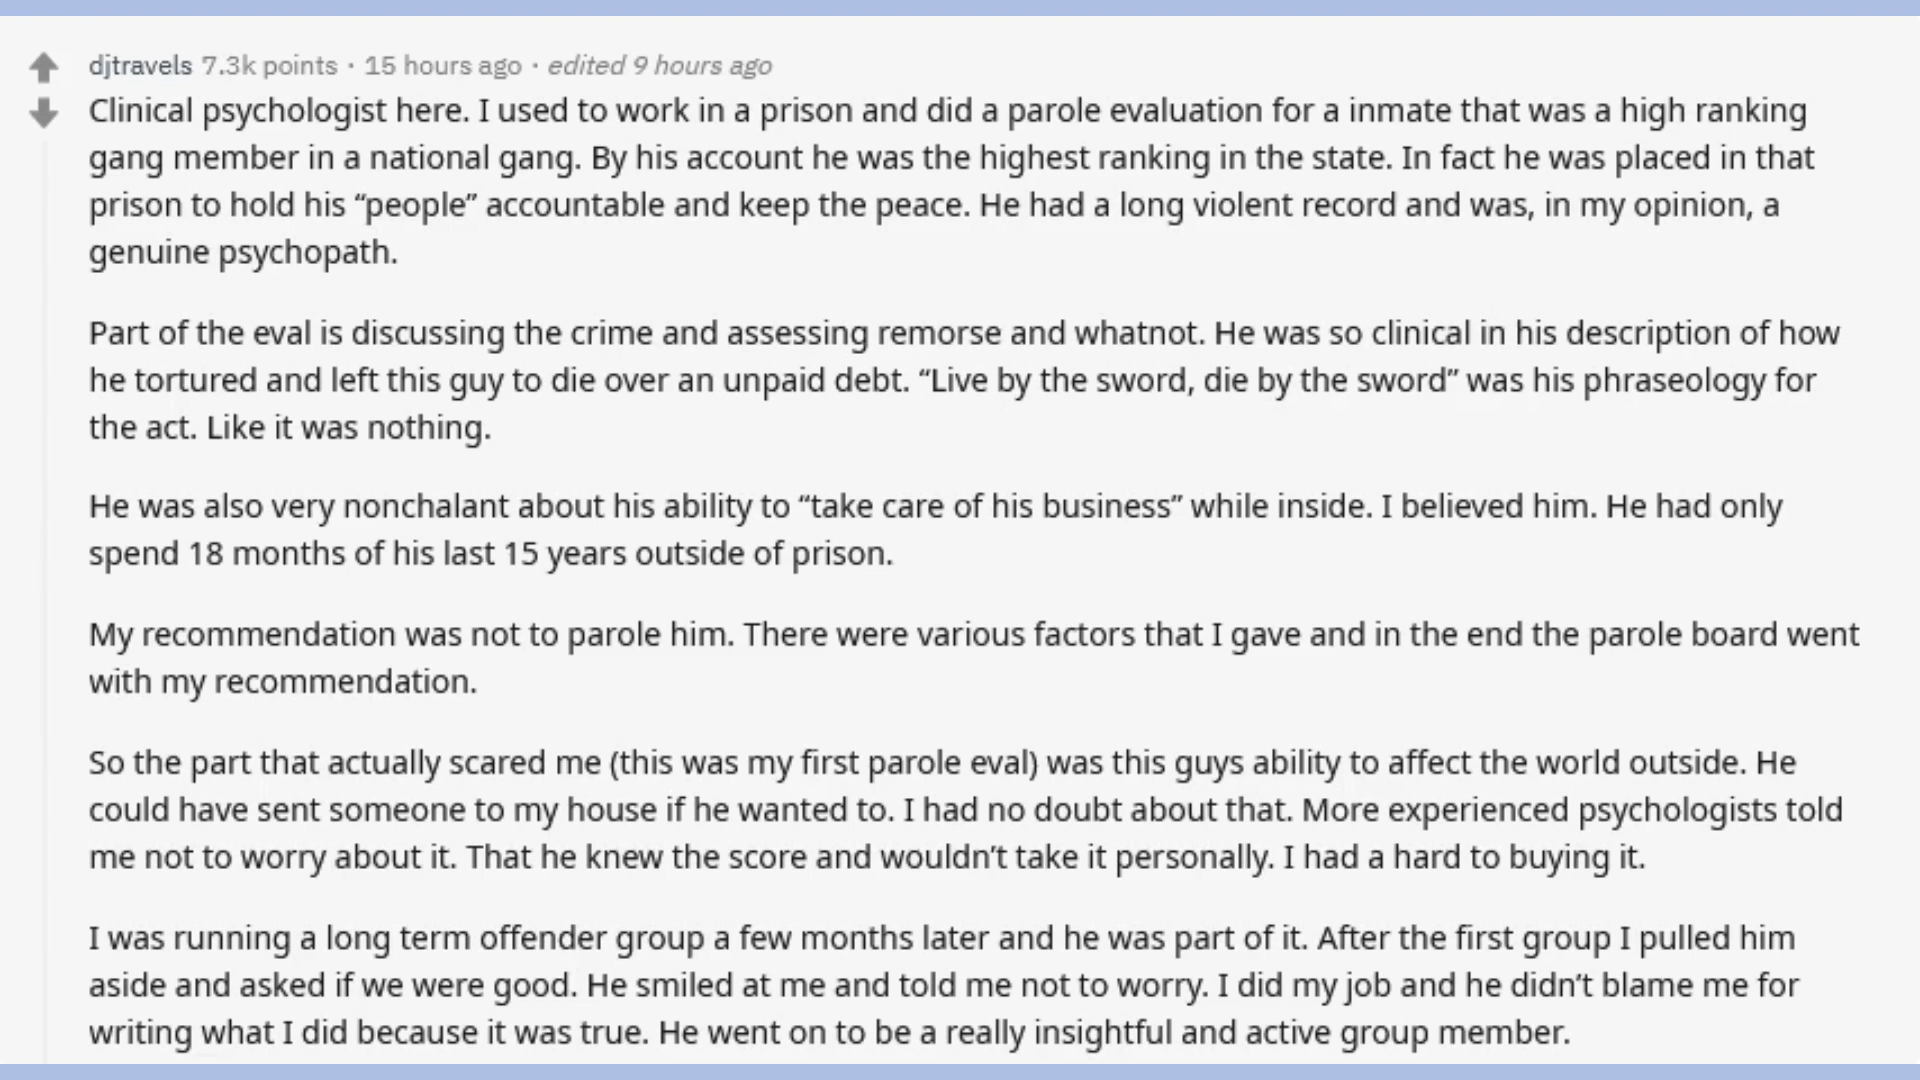 djtravels 7.3k points · 15 hours ago · edited 9 hours ago
Clinical psychologist here. I used to work in a prison and did a parole evaluation for a inmate that was a high ranking
gang member in a national gang. By his account he was the highest ranking in the state. In fact he was placed in that
prison to hold his “people” accountable and keep the peace. He had a long violent record and was, in my opinion, a
genuine psychopath.
Part of the eval is discussing the crime and assessing remorse and whatnot. He was so clinical in his description of how
he tortured and left this guy to die over an unpaid debt. “Live by the sword, die by the sword” was his phraseology for
the act. Like it was nothing.
He was also very nonchalant about his ability to “take care of his business” while inside. I believed him. He had only
spend 18 months of his last 15 years outside of prison.
My recommendation was not to parole him. There were various factors that I gave and in the end the parole board went
with my recommendation.
So the part that actually scared me (this was my first parole eval) was this guys ability to affect the world outside. He
could have sent someone to my house if he wanted to. I had no doubt about that. More experienced psychologists told
me not to worry about it. That he knew the score and wouldn’t take it personally. I had a hard to buying it.
I was running a long term offender group a few months later and he was part of it. After the first group I pulled him
aside and asked if we were good. He smiled at me and told me not to worry. I did my job and he didn’t blame me for
writing what I did because it was true. He went on to be a really insightful and active group member.